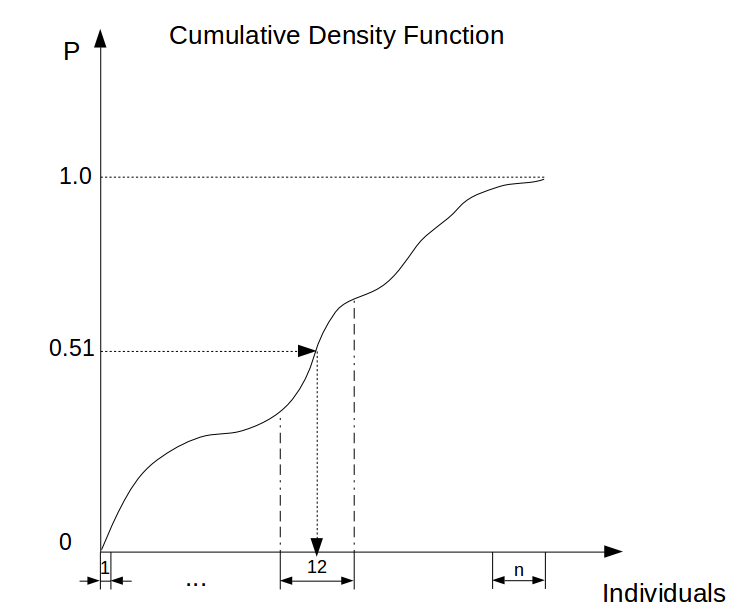 Cumulative Density Function
P
1.0
0.51
0
1
...
12
n
Individuals